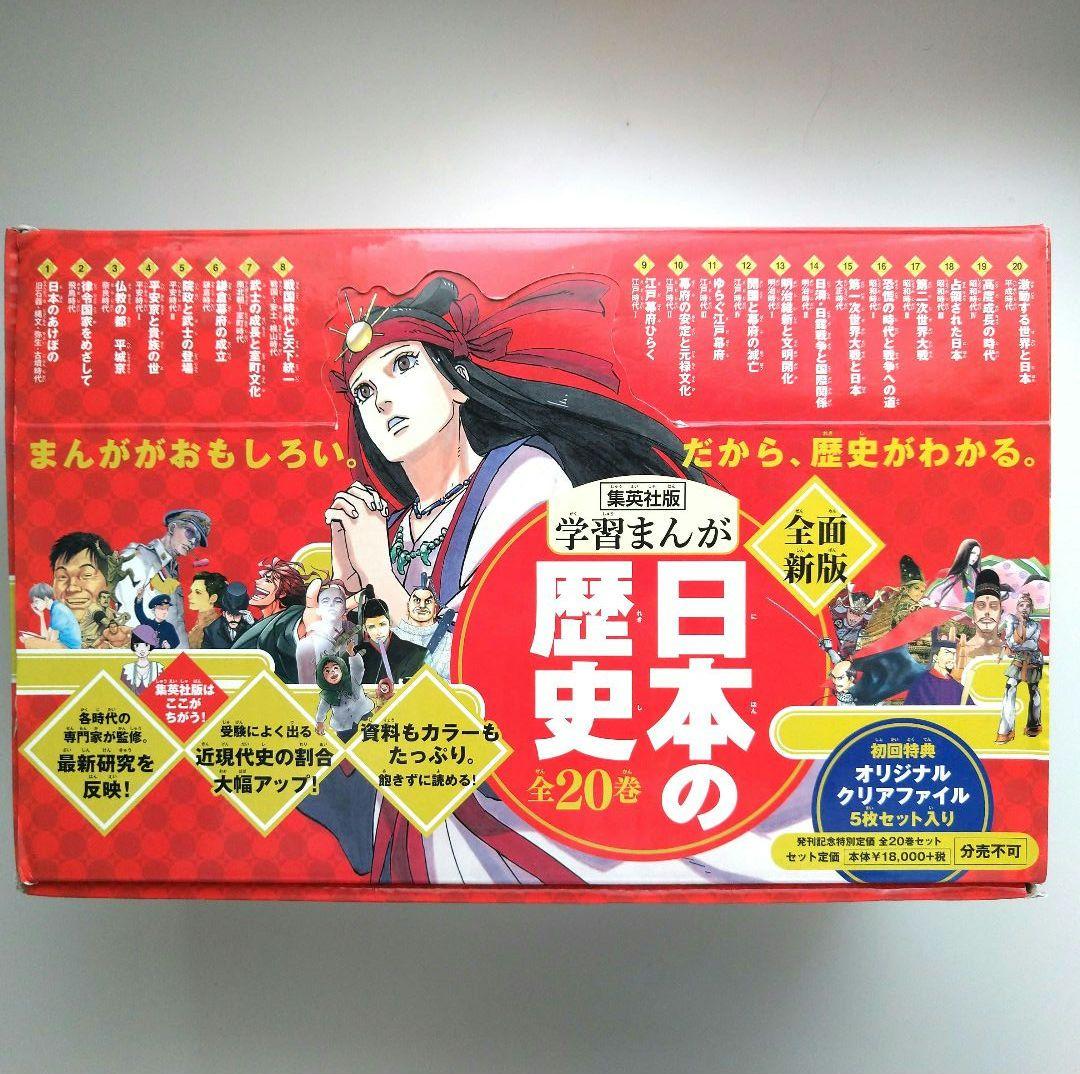 1 日本のあけぼの
旧石器・縄文・弥生・古墳時代
2 律令国家をめざして
飛鳥時代
3 仏教の都 平城京
奈良時代
4 平安京と貴族の世
平安時代Ⅰ
5 院政と武士の登場
平安時代Ⅱ
6 鎌倉幕府の成立
鎌倉時代
7 武士の成長と室町文化
南北朝〜室町時代
8 戦国時代と天下統一
戦国〜安土・桃山時代
9 江戸幕府ひらく
江戸時代Ⅰ
10 幕府の安定と元禄文化
江戸時代Ⅱ
11 ゆらぐ江戸幕府
江戸時代Ⅲ
12 開国と幕府の滅亡
江戸時代Ⅳ
13 明治維新と文明開化
明治時代Ⅰ
14 日清・日露戦争と国際関係
明治時代Ⅱ
15 第一次世界大戦と日本
大正時代
16 恐慌の時代と戦争への道
昭和時代Ⅰ
17 第二次世界大戦
昭和時代Ⅱ
18 占領された日本
昭和時代Ⅲ
19 高度成長の時代
昭和時代Ⅳ
20 激動する世界と日本
平成時代
まんががおもしろい。
だから、歴史がわかる。
集英社版
学習まんが
日本の
歴史
全20巻
全面
新版
集英社版は
ここが
ちがう!
各時代の
専門家が監修。
最新研究を
反映!
受験によく出る
近現代史の割合
大幅アップ!
資料もカラーも
たっぷり。
飽きずに読める!
初回特典
オリジナル
クリアファイル
5枚セット入り
発刊記念特別定価 全20巻セット
セット定価 本体¥18,000+税 分売不可